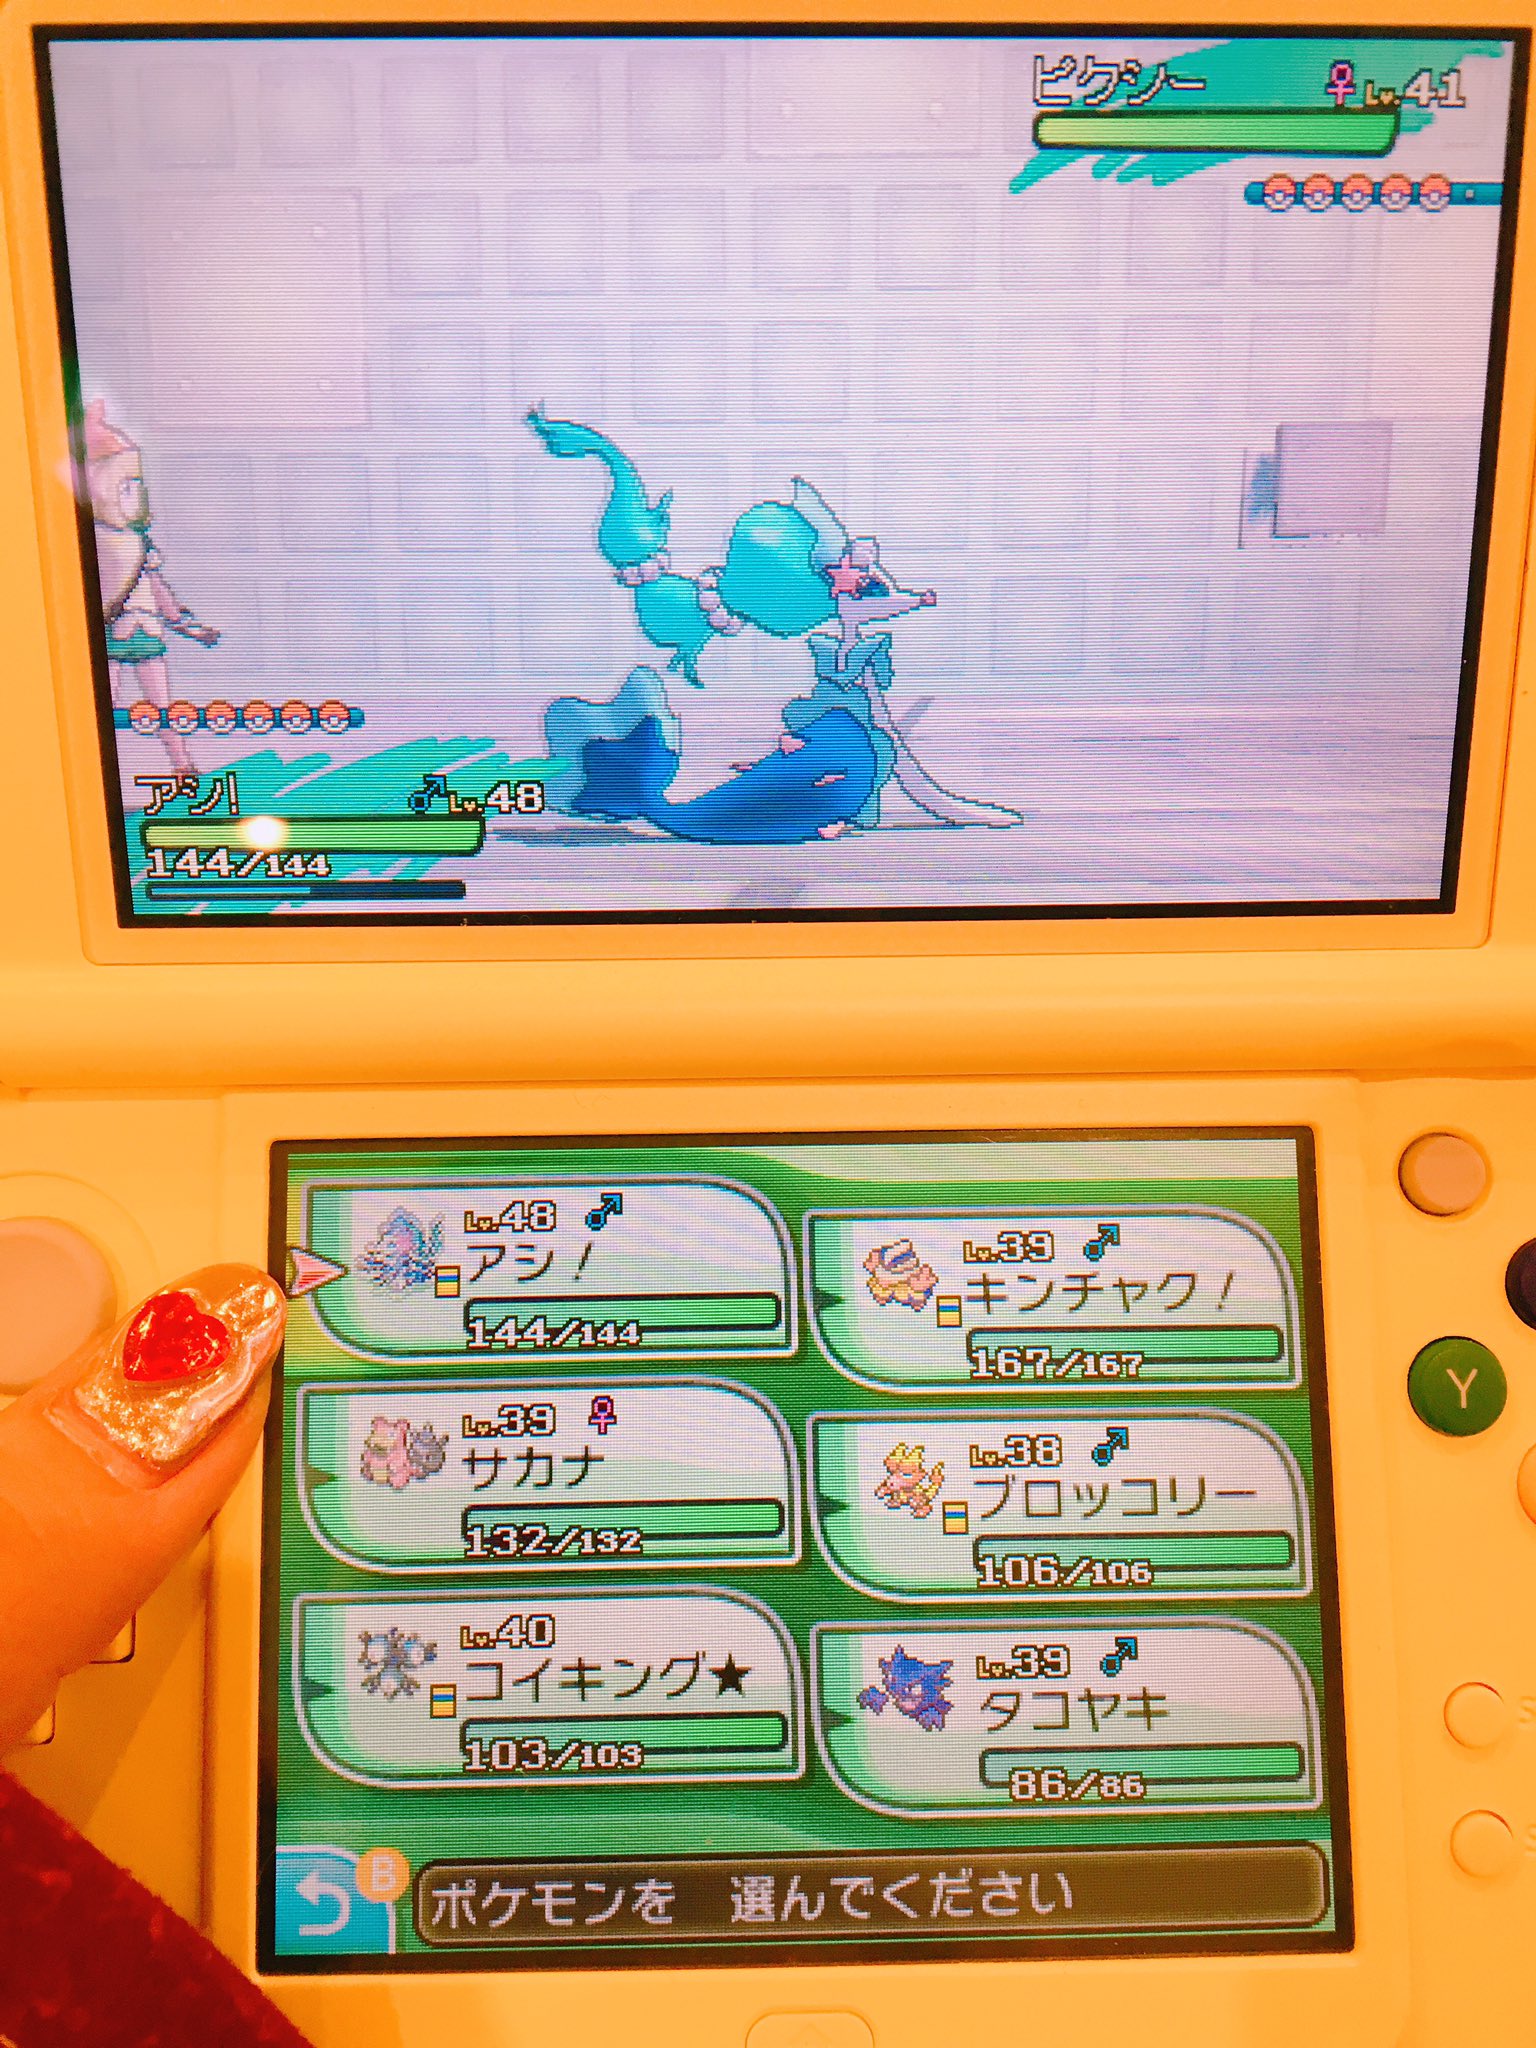 ピクシー ♀ Lv.41
アシ! ♂ Lv.48
144/144
Lv.48 ♂
アシ！
144/144
Lv.39 ♂
キンチャク！
167/167
Lv.39 ♀
サカナ
132/132
Lv.38 ♂
ブロッコリー
106/106
Lv.40
コイキング★
103/103
Lv.39 ♂
タコヤキ
86/86
B
ポケモンを 選んでください
Y